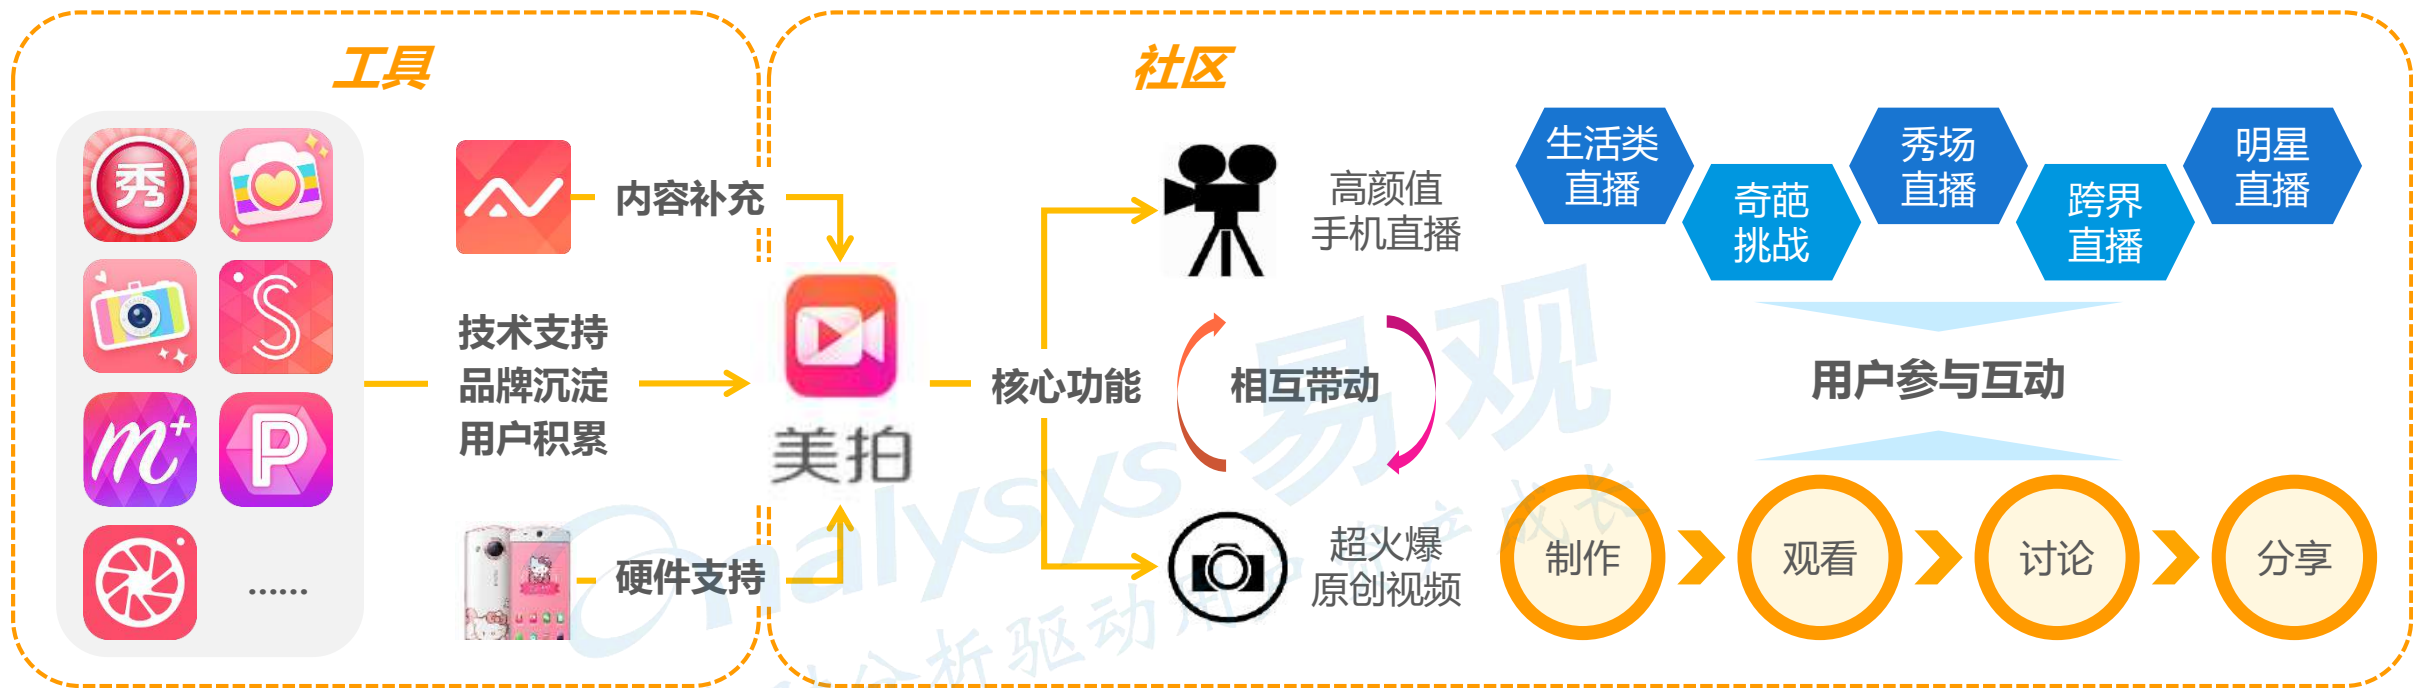 工具
社区
秀
内容补充
技术支持
品牌沉淀
用户积累
硬件支持
美拍
核心功能
高颜值
手机直播
相互带动
超火爆
原创视频
生活类
直播
奇葩
挑战
秀场
直播
跨界
直播
明星
直播
用户参与互动
制作
观看
讨论
分享
S
m+
P
......
analysys 易观